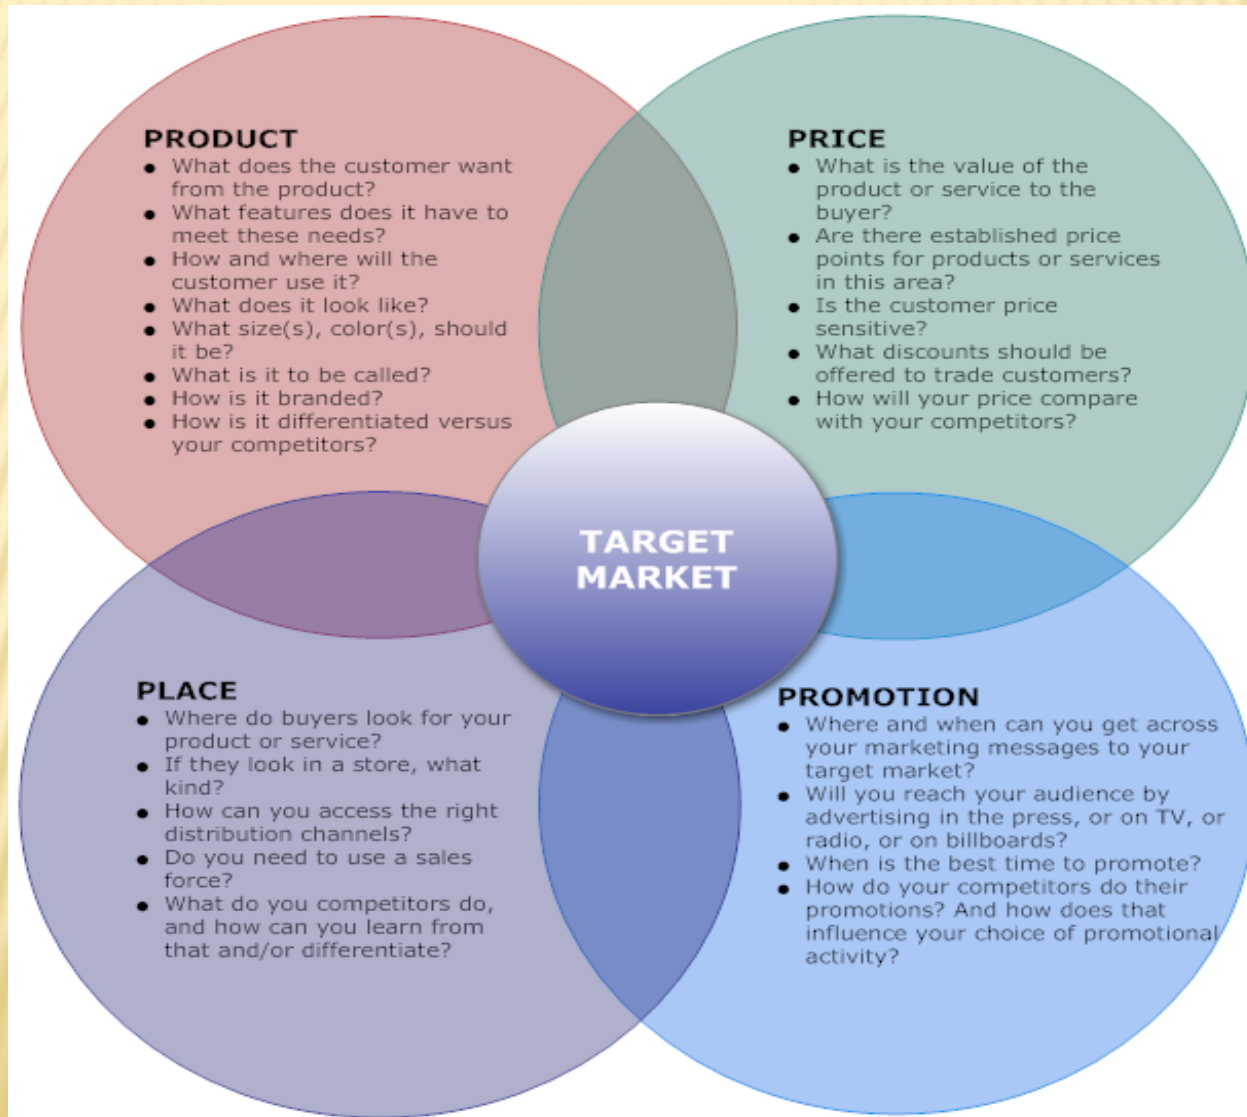 PRODUCT
● What does the customer want
from the product?
● What features does it have to
meet these needs?
● How and where will the
customer use it?
● What does it look like?
● What size(s), color(s), should
it be?
● What is it to be called?
● How is it branded?
● How is it differentiated versus
your competitors?
PRICE
● What is the value of the
product or service to the
buyer?
● Are there established price
points for products or services
in this area?
● Is the customer price
sensitive?
● What discounts should be
offered to trade customers?
● How will your price compare
with your competitors?
TARGET
MARKET
PLACE
● Where do buyers look for your
product or service?
● If they look in a store, what
kind?
● How can you access the right
distribution channels?
● Do you need to use a sales
force?
● What do you competitors do,
and how can you learn from
that and/or differentiate?
PROMOTION
● Where and when can you get across
your marketing messages to your
target market?
● Will you reach your audience by
advertising in the press, or on TV, or
radio, or on billboards?
● When is the best time to promote?
● How do your competitors do their
promotions? And how does that
influence your choice of promotional
activity?